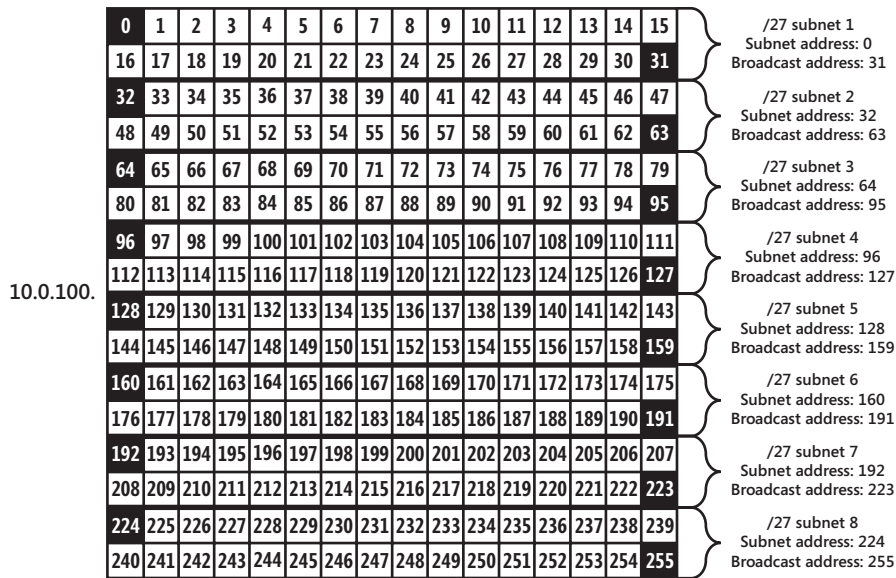 0 1 2 3 4 5 6 7 8 9 10 11 12 13 14 15
16 17 18 19 20 21 22 23 24 25 26 27 28 29 30 31
/27 subnet 1
Subnet address: 0
Broadcast address: 31
32 33 34 35 36 37 38 39 40 41 42 43 44 45 46 47
48 49 50 51 52 53 54 55 56 57 58 59 60 61 62 63
/27 subnet 2
Subnet address: 32
Broadcast address: 63
64 65 66 67 68 69 70 71 72 73 74 75 76 77 78 79
80 81 82 83 84 85 86 87 88 89 90 91 92 93 94 95
/27 subnet 3
Subnet address: 64
Broadcast address: 95
96 97 98 99 100 101 102 103 104 105 106 107 108 109 110 111
112 113 114 115 116 117 118 119 120 121 122 123 124 125 126 127
/27 subnet 4
Subnet address: 96
Broadcast address: 127
10.0.100.
128 129 130 131 132 133 134 135 136 137 138 139 140 141 142 143
144 145 146 147 148 149 150 151 152 153 154 155 156 157 158 159
/27 subnet 5
Subnet address: 128
Broadcast address: 159
160 161 162 163 164 165 166 167 168 169 170 171 172 173 174 175
176 177 178 179 180 181 182 183 184 185 186 187 188 189 190 191
/27 subnet 6
Subnet address: 160
Broadcast address: 191
192 193 194 195 196 197 198 199 200 201 202 203 204 205 206 207
208 209 210 211 212 213 214 215 216 217 218 219 220 221 222 223
/27 subnet 7
Subnet address: 192
Broadcast address: 223
224 225 226 227 228 229 230 231 232 233 234 235 236 237 238 239
240 241 242 243 244 245 246 247 248 249 250 251 252 253 254 255
/27 subnet 8
Subnet address: 224
Broadcast address: 255